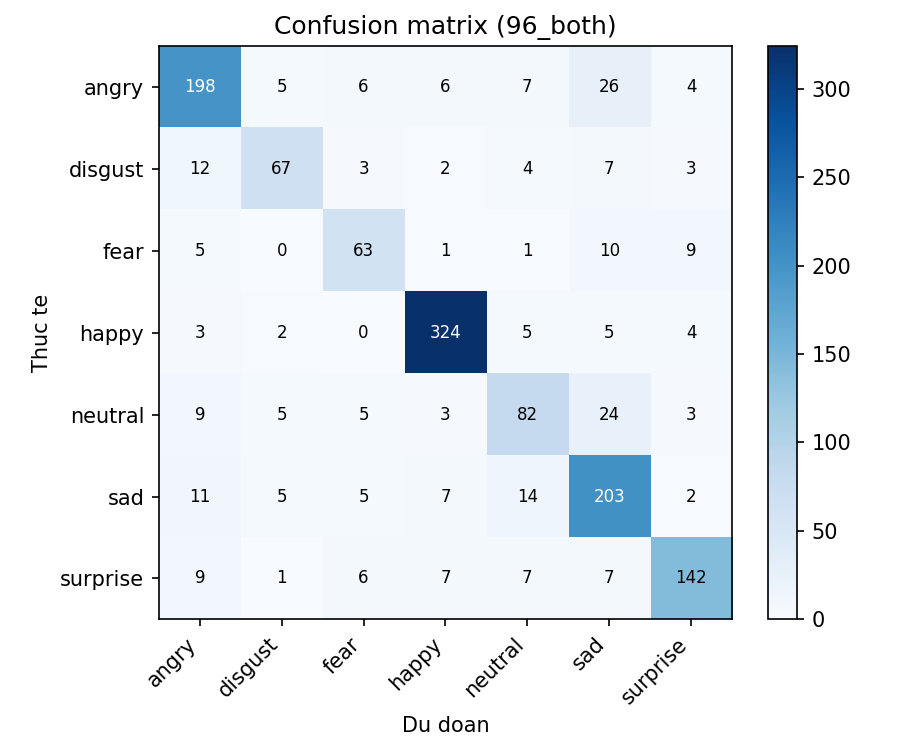 Confusion matrix (96_both)
Thuc te
angry 198 5 6 6 7 26 4
disgust 12 67 3 2 4 7 3
fear 5 0 63 1 1 10 9
happy 3 2 0 324 5 5 4
neutral 9 5 5 3 82 24 3
sad 11 5 5 7 14 203 2
surprise 9 1 6 7 7 7 142
angry disgust fear happy neutral sad surprise
Du doan
300
250
200
150
100
50
0